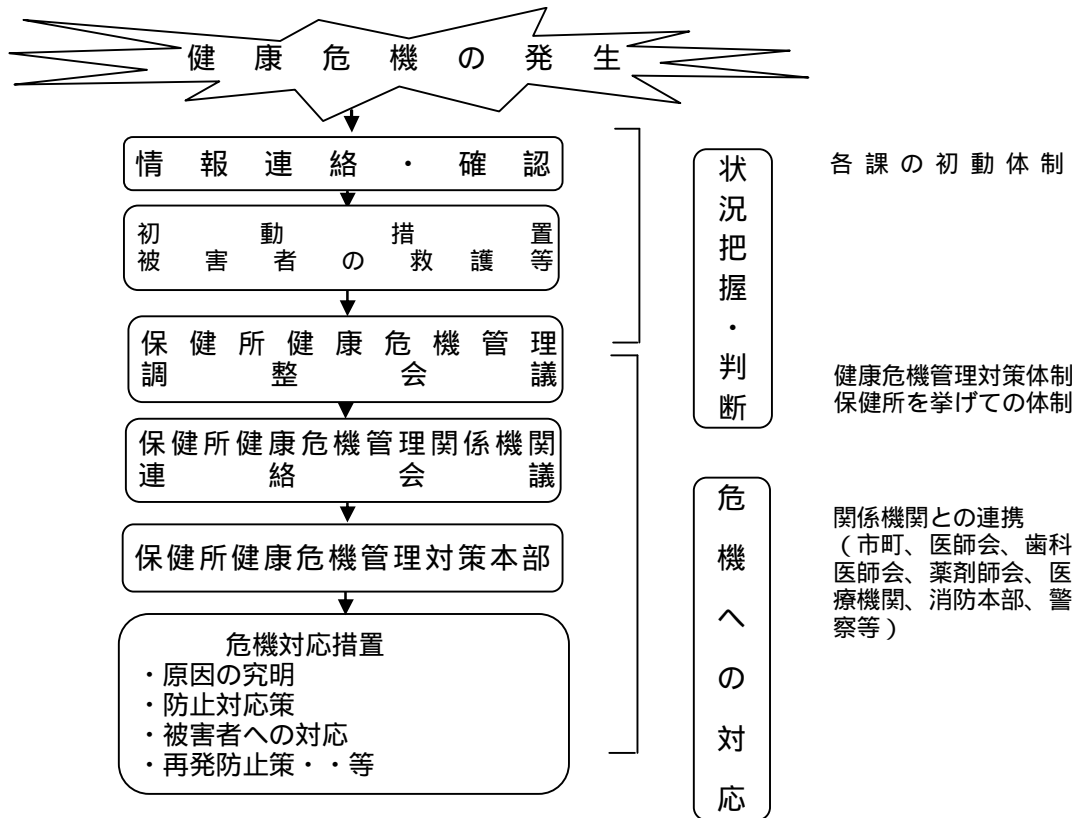 健康危機の発生
情報連絡・確認
初動措置
被害者の救護等
保健所健康危機管理
調整会議
保健所健康危機管理関係機関
連絡会議
保健所健康危機管理対策本部
危機対応措置
・原因の究明
・防止対応策
・被害者への対応
・再発防止策・・等
状況把握・判断
危機への対応
各課の初動体制
健康危機管理対策体制
保健所を挙げての体制
関係機関との連携
（市町、医師会、歯科
医師会、薬剤師会、医
療機関、消防本部、警
察等）